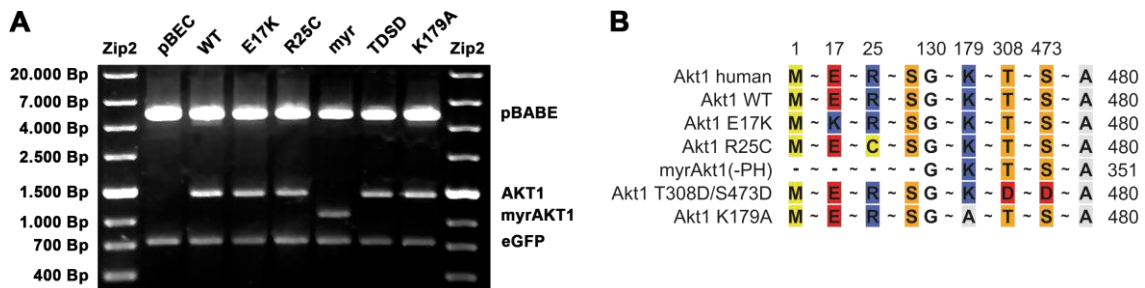 A
Zip2 pBEC WT E17K R25C myr TDSD K179A Zip2
20.000 Bp
7.000 Bp
4.000 Bp
2.500 Bp
1.500 Bp
1.000 Bp
700 Bp
400 Bp
pBABE
AKT1
myrAKT1
eGFP
B
1 17 25 130 179 308 473
Akt1 human M ~ E ~ R ~ S G ~ K ~ T ~ S ~ A 480
Akt1 WT M ~ E ~ R ~ S G ~ K ~ T ~ S ~ A 480
Akt1 E17K M ~ K ~ R ~ S G ~ K ~ T ~ S ~ A 480
Akt1 R25C M ~ E ~ C ~ S G ~ K ~ T ~ S ~ A 480
myrAkt1(-PH) - - - - - - - G ~ K ~ T ~ S ~ A 351
Akt1 T308D/S473D M ~ E ~ R ~ S G ~ K ~ D ~ D ~ A 480
Akt1 K179A M ~ E ~ R ~ S G ~ A ~ T ~ S ~ A 480